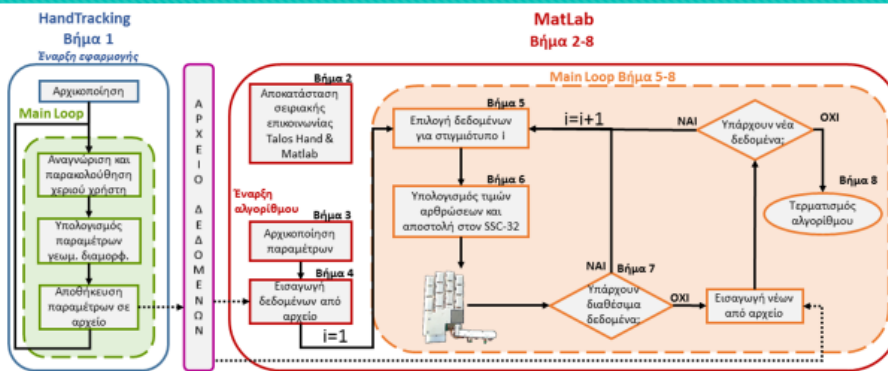 HandTracking
Βήμα 1
Έναρξη εφαρμογής
Αρχικοποίηση
Main Loop
Αναγνώριση και
παρακολούθηση
χεριού χρήστη
Υπολογισμός
παραμέτρων
γεωμ. διαμορφ.
Αποθήκευση
παραμέτρων σε
αρχείο
ΑΡΧΕΙΟ ΔΕΔΟΜΕΝΩΝ
MatLab
Βήμα 2-8
Βήμα 2
Αποκατάσταση
σειριακής
επικοινωνίας
Talos Hand &
Matlab
Έναρξη
αλγορίθμου
Βήμα 3
Αρχικοποίηση
παραμέτρων
Βήμα 4
Εισαγωγή
δεδομένων από
αρχείο
i=1
Main Loop Βήμα 5-8
Βήμα 5
Επιλογή δεδομένων
για στιγμιότυπο I
i=i+1
Βήμα 6
Υπολογισμός τιμών
αρθρώσεων και
αποστολή στον SSC-32
ΝΑΙ
Βήμα 7
Υπάρχουν
διαθέσιμα
δεδομένα;
ΟΧΙ
Εισαγωγή νέων
από αρχείο
ΝΑΙ
Υπάρχουν νέα
δεδομένα;
ΟΧΙ
Βήμα 8
Τερματισμός
αλγορίθμου